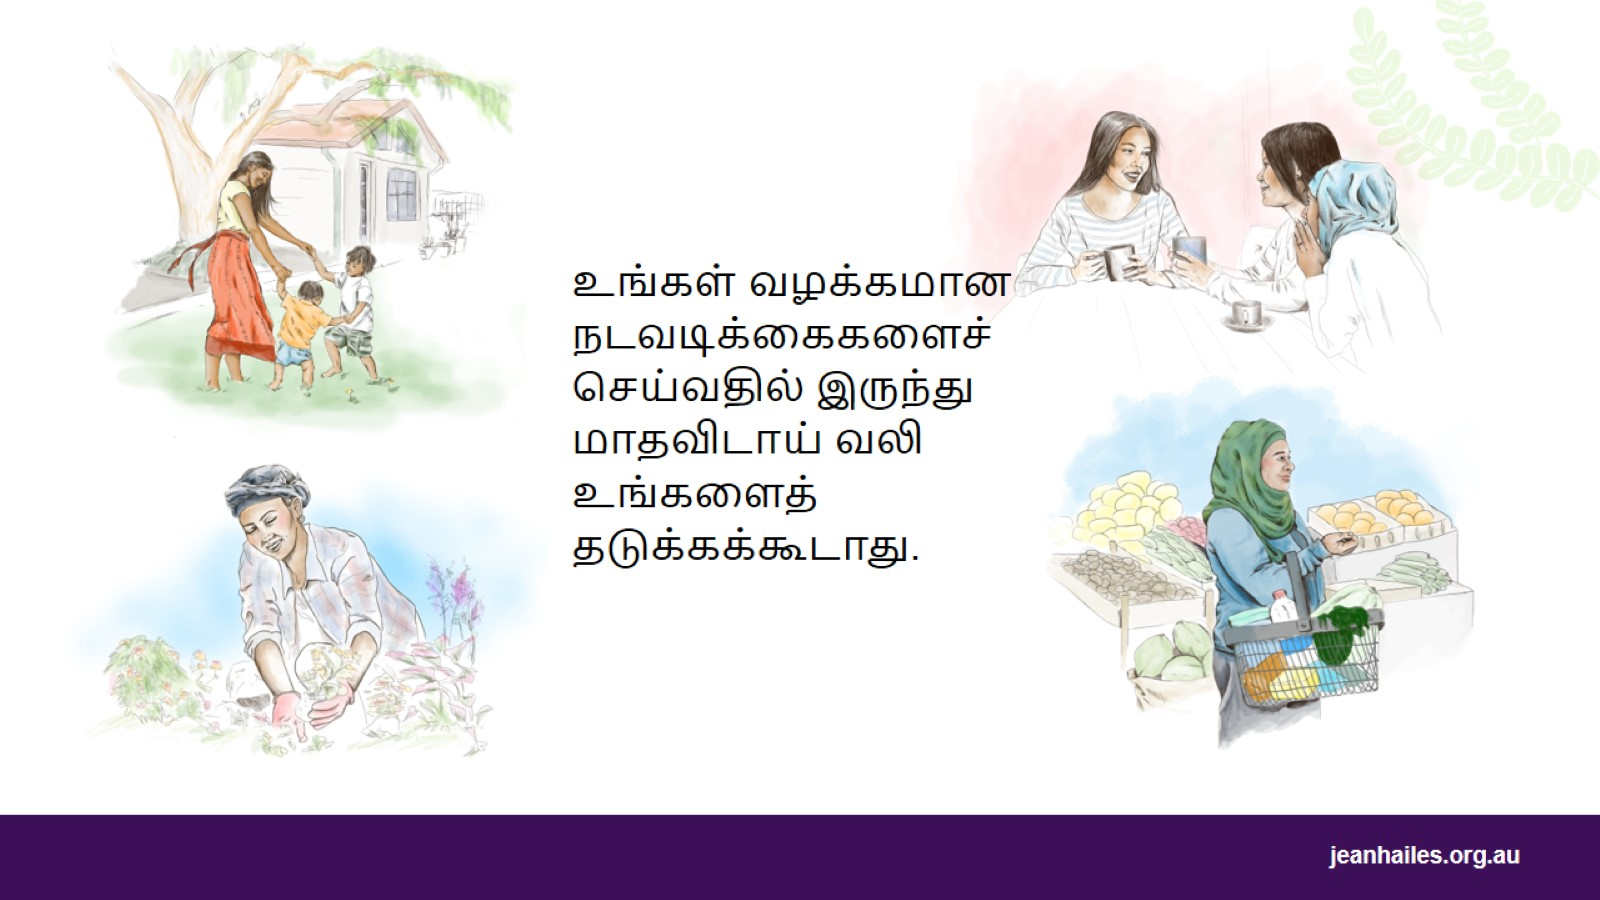 உங்கள் வழக்கமான
நடவடிக்கைகளைச்
செய்வதில் இருந்து
மாதவிடாய் வலி
உங்களைத்
தடுக்கக்கூடாது.
jeanhailes.org.au